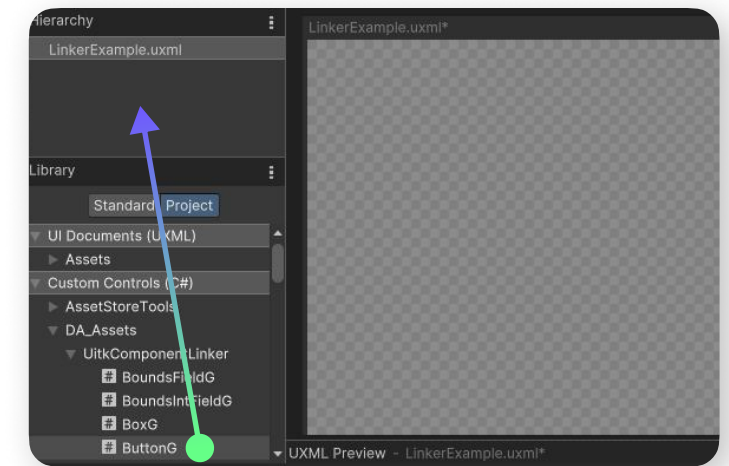 Hierarchy
LinkerExample.uxml
LinkerExample.uxml*
Library
Standard
Project
UI Documents (UXML)
Assets
Custom Controls (C#)
AssetStoreTools
DA_Assets
UitkComponentLinker
# BoundsFieldG
# BoundsIntFieldG
# BoxG
# ButtonG
UXML Preview - LinkerExample.uxml*